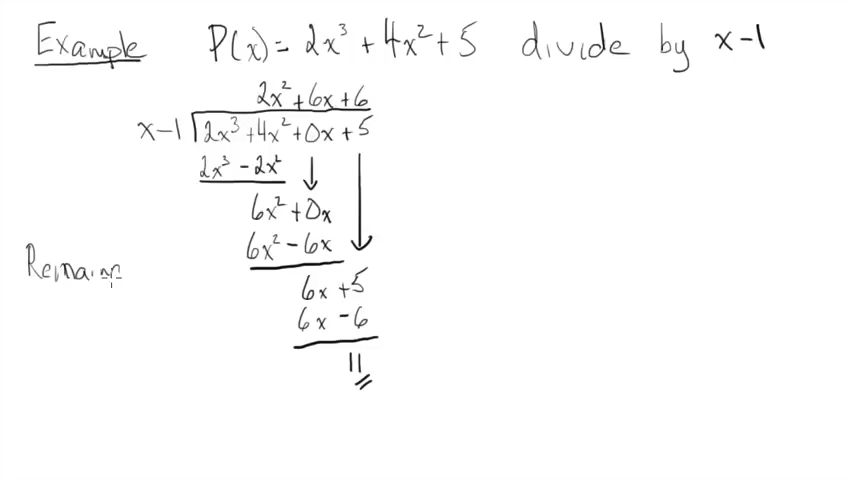 Example P(x) = 2x³ + 4x² + 5 divide by x-1
2x² + 6x + 6
x-1 2x³ + 4x² + 0x + 5
2x³ - 2x²
6x² + 0x
6x² - 6x
Remain
6x + 5
6x - 6
11